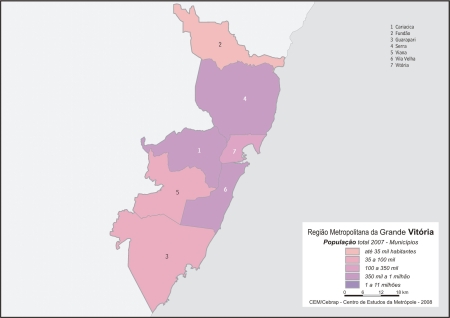 1 Cariacica
2 Fundão
3 Guarapari
4 Serra
5 Viana
6 Vila Velha
7 Vitória
2
4
1
7
5
6
3
Região Metropolitana da Grande Vitória
População total 2007 - Municípios
até 35 mil habitantes
35 a 100 mil
100 a 350 mil
350 mil a 1 milhão
1 a 11 milhões
0 6 12 18 km
CEM/Cebrap - Centro de Estudos da Metrópole - 2008